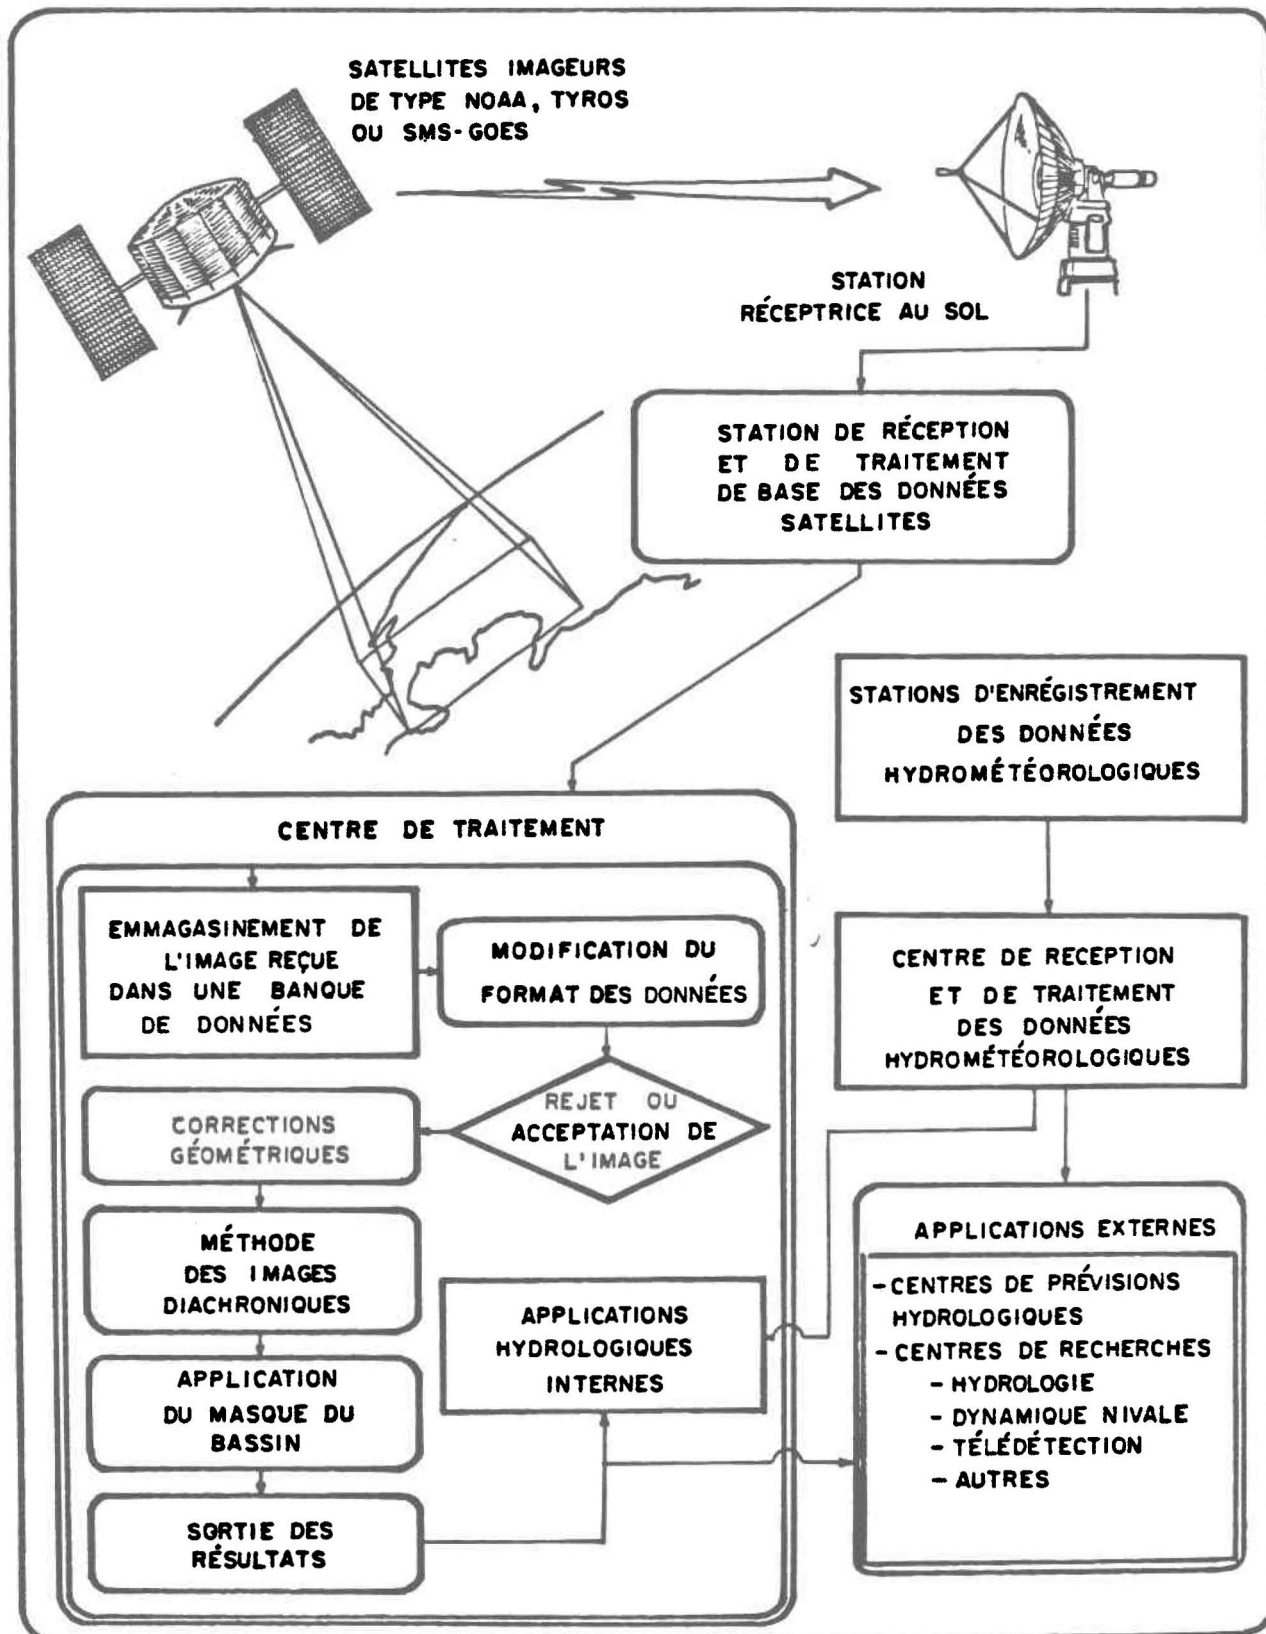 SATELLITES IMAGEURS
DE TYPE NOAA, TYROS
OU SMS-GOES
STATION
RÉCEPTRICE AU SOL
STATION DE RÉCEPTION
ET DE TRAITEMENT
DE BASE DES DONNÉES
SATELLITES
STATIONS D'ENRÉGISTREMENT
DES DONNÉES
HYDROMÉTÉOROLOGIQUES
CENTRE DE TRAITEMENT
EMMAGASINEMENT DE
L'IMAGE REÇUE
DANS UNE BANQUE
DE DONNÉES
MODIFICATION DU
FORMAT DES DONNÉES
CENTRE DE RECEPTION
ET DE TRAITEMENT
DES DONNÉES
HYDROMÉTÉOROLOGIQUES
REJET OU
ACCEPTATION DE
L'IMAGE
CORRECTIONS
GÉOMÉTRIQUES
MÉTHODE
DES IMAGES
DIACHRONIQUES
APPLICATION
DU MASQUE DU
BASSIN
SORTIE DES
RÉSULTATS
APPLICATIONS
HYDROLOGIQUES
INTERNES
APPLICATIONS EXTERNES
- CENTRES DE PRÉVISIONS
HYDROLOGIQUES
- CENTRES DE RECHERCHES
- HYDROLOGIE
- DYNAMIQUE NIVALE
- TÉLÉDÉTECTION
- AUTRES